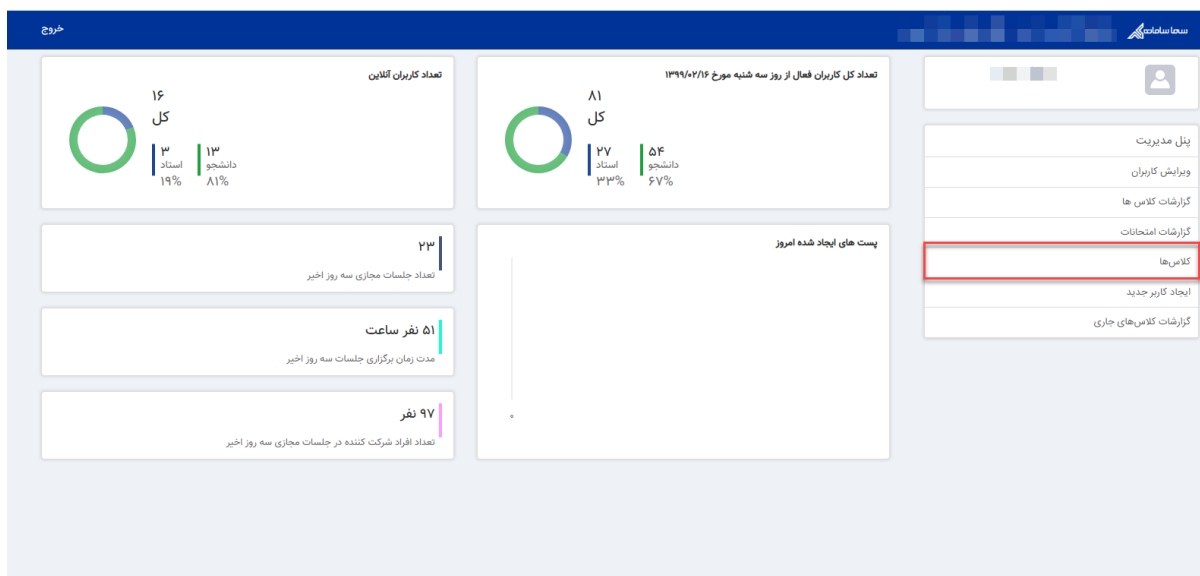 سما سامانه
خروج
پنل مدیریت
ویرایش کاربران
گزارشات کلاس ها
گزارشات امتحانات
کلاس‌ها
ایجاد کاربر جدید
گزارشات کلاس‌های جاری
تعداد کل کاربران فعال از روز سه شنبه مورخ ۱۳۹۹/۰۲/۱۶
۸۱
کل
۵۴
دانشجو
۶۷%
۲۷
استاد
۳۳%
تعداد کاربران آنلاین
۱۶
کل
۱۳
دانشجو
۸۱%
۳
استاد
۱۹%
پست های ایجاد شده امروز
۲۳
تعداد جلسات مجازی سه روز اخیر
۵۱ نفر ساعت
مدت زمان برگزاری جلسات سه روز اخیر
۹۷ نفر
تعداد افراد شرکت کننده در جلسات مجازی سه روز اخیر